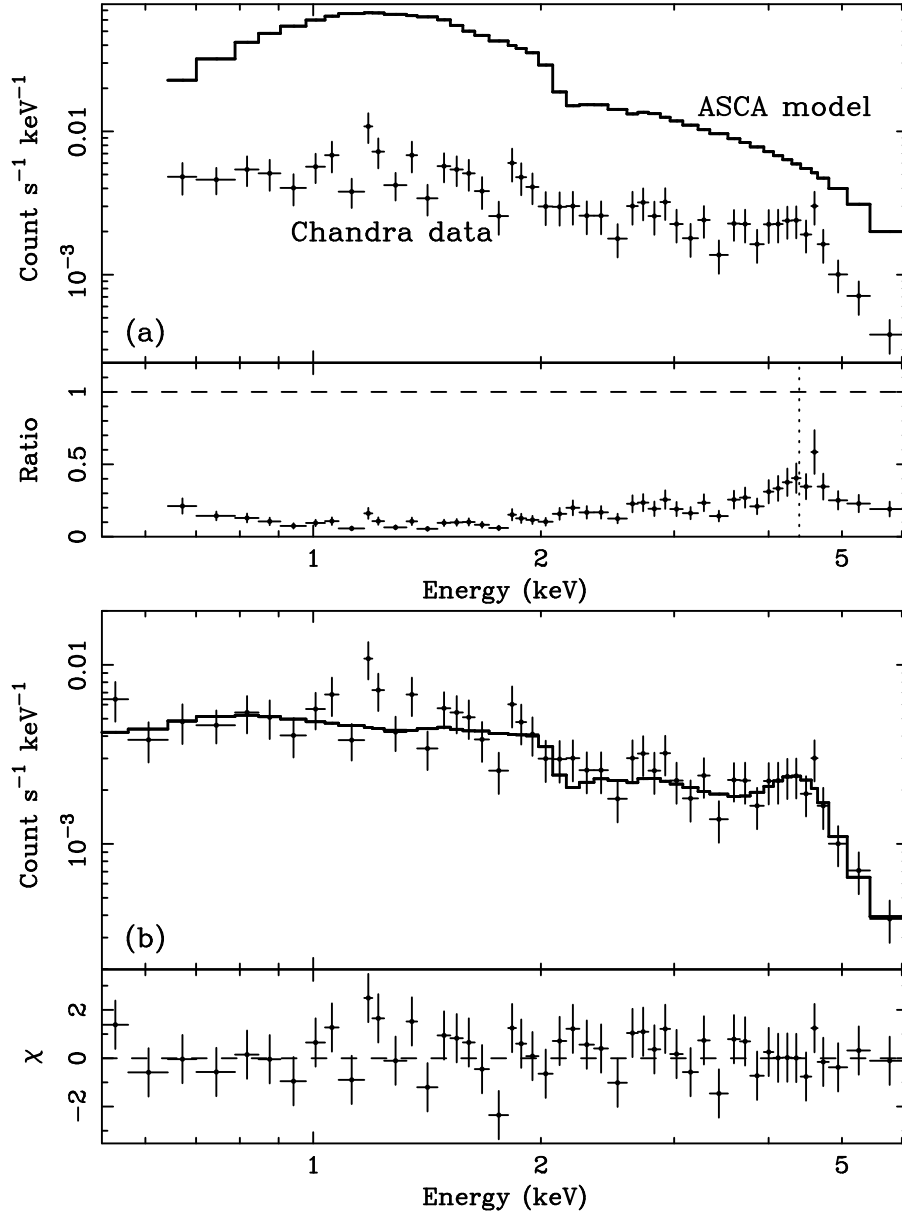 Count s⁻¹ keV⁻¹
0.01
10⁻³
ASCA model
Chandra data
(a)
Ratio
1
0.5
0
1 2 5
Energy (keV)
Count s⁻¹ keV⁻¹
0.01
10⁻³
(b)
χ
2
0
−2
1 2 5
Energy (keV)